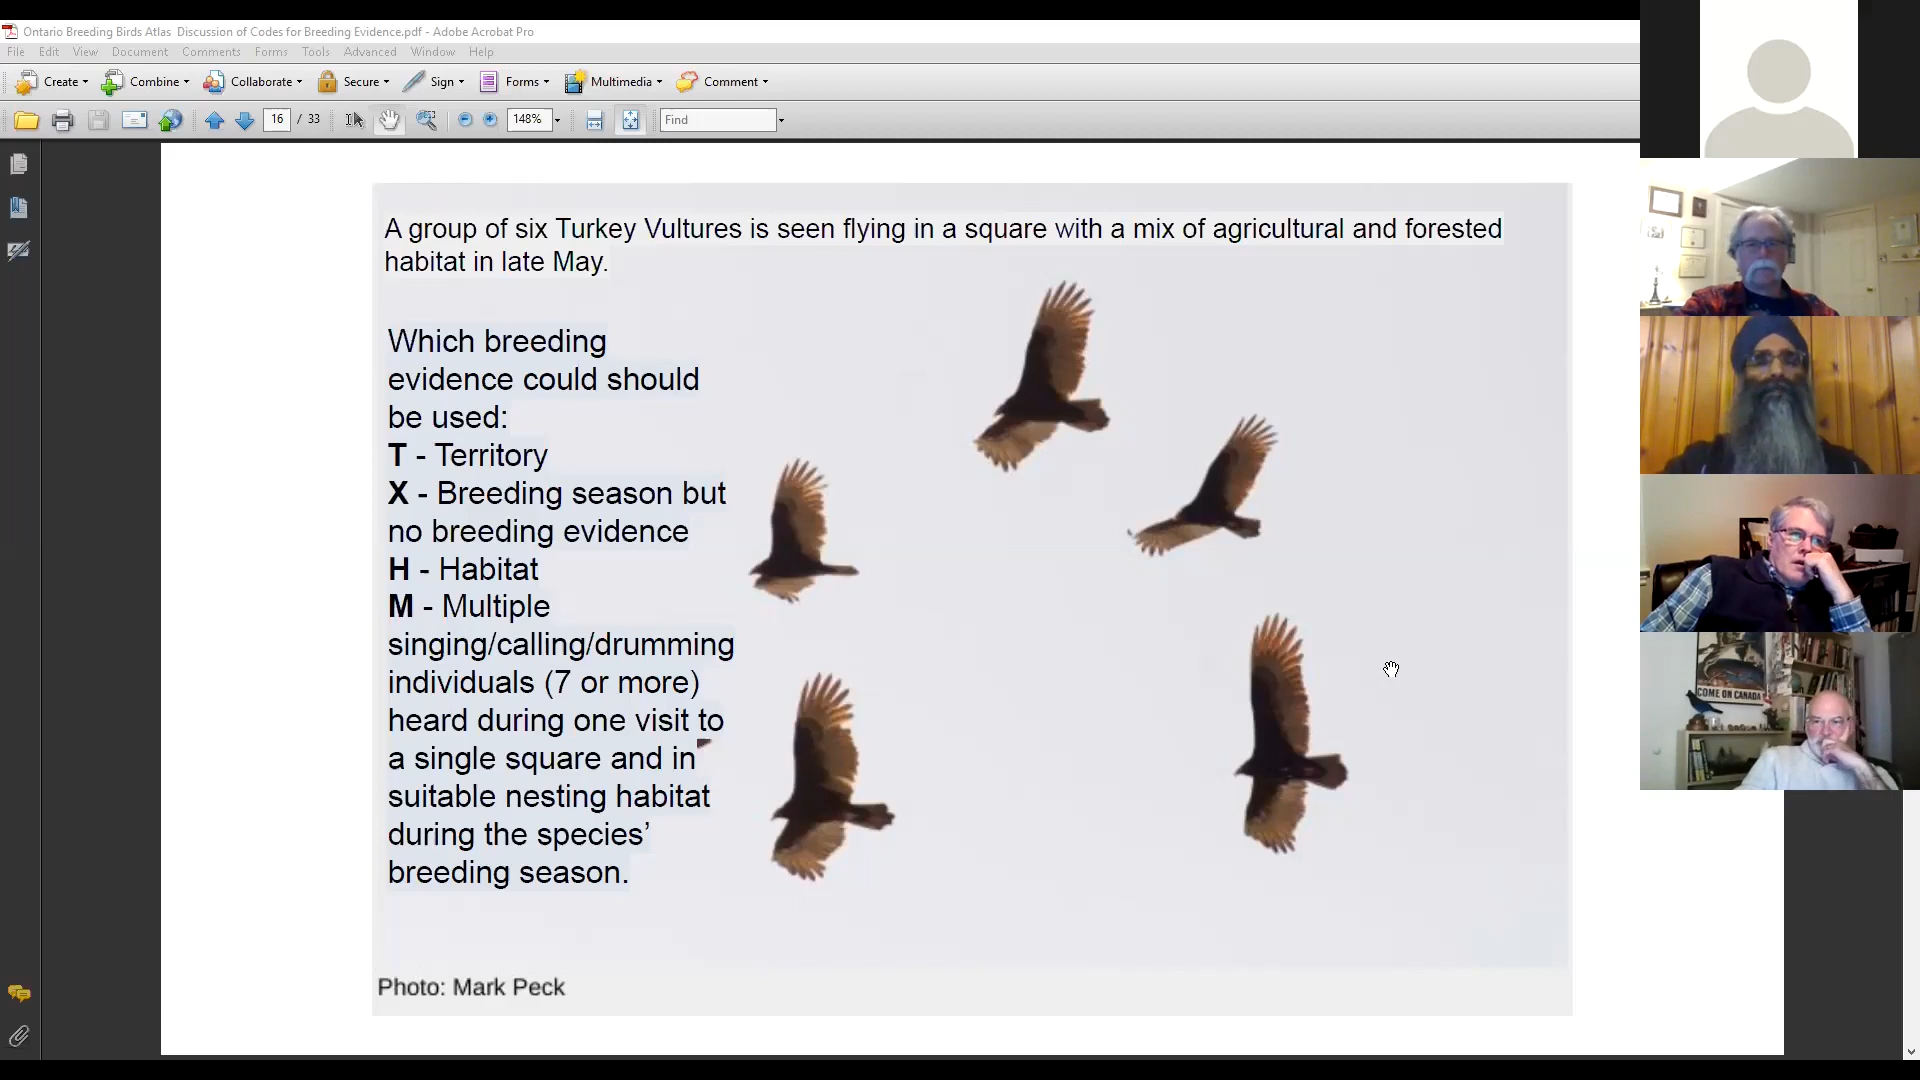 Ontario Breeding Birds Atlas  Discussion of Codes for Breeding Evidence.pdf - Adobe Acrobat Pro
File Edit View Document Comments Forms Tools Advanced Window Help
Create Combine Collaborate Secure Sign Forms Multimedia Comment
16 / 33 148% Find
A group of six Turkey Vultures is seen flying in a square with a mix of agricultural and forested
habitat in late May.
Which breeding
evidence could should
be used:
T - Territory
X - Breeding season but
no breeding evidence
H - Habitat
M - Multiple
singing/calling/drumming
individuals (7 or more)
heard during one visit to
a single square and in
suitable nesting habitat
during the species’
breeding season.
Photo: Mark Peck
COME ON CANADA